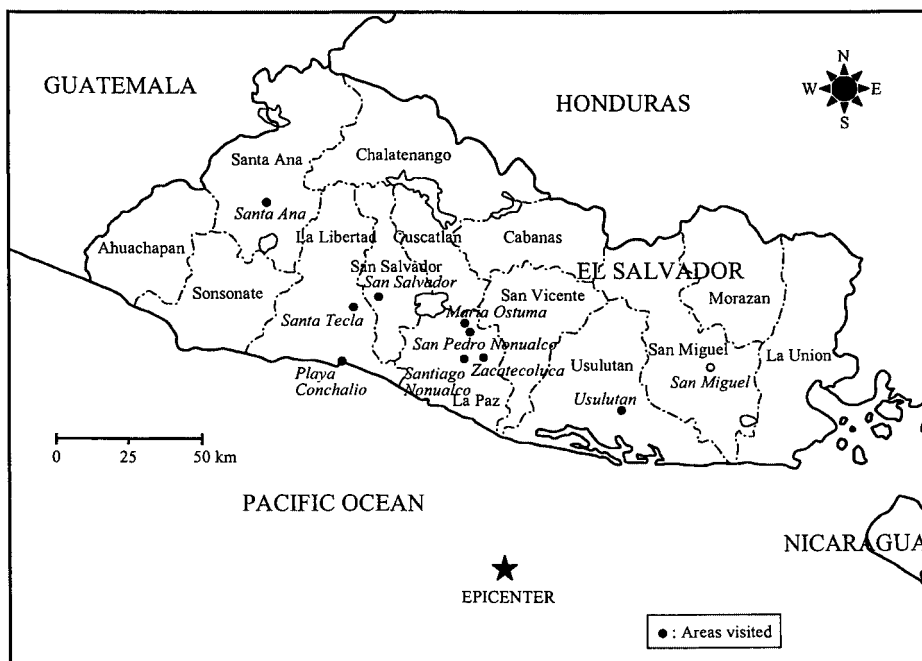 GUATEMALA
HONDURAS
N
W E
S
Santa Ana
Chalatenango
Santa Ana
Ahuachapan
La Libertad
Cuscatlan
Cabanas
San Salvador
EL SALVADOR
San Salvador
Sonsonate
San Vicente
Morazan
Santa Tecla
Maria Ostuma
San Pedro Nonualco
San Miguel
La Union
Playa
Conchalio
Santiago
Nonualco
Zacatecoluca
Usulutan
San Miguel
La Paz
Usulutan
0 25 50 km
PACIFIC OCEAN
NICARAGUA
EPICENTER
● : Areas visited